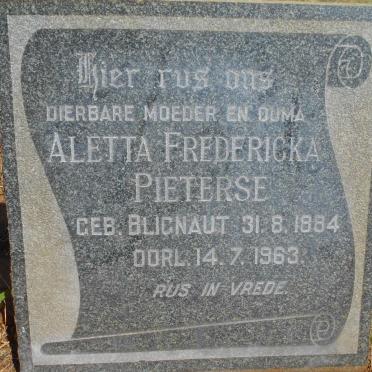 Hier rus ons
DIERBARE MOEDER EN OUMA
ALETTA FREDERICKA
PIETERSE
GEB. BLIGNAUT 31.8.1884
OORL. 14.7.1963.
RUS IN VREDE.